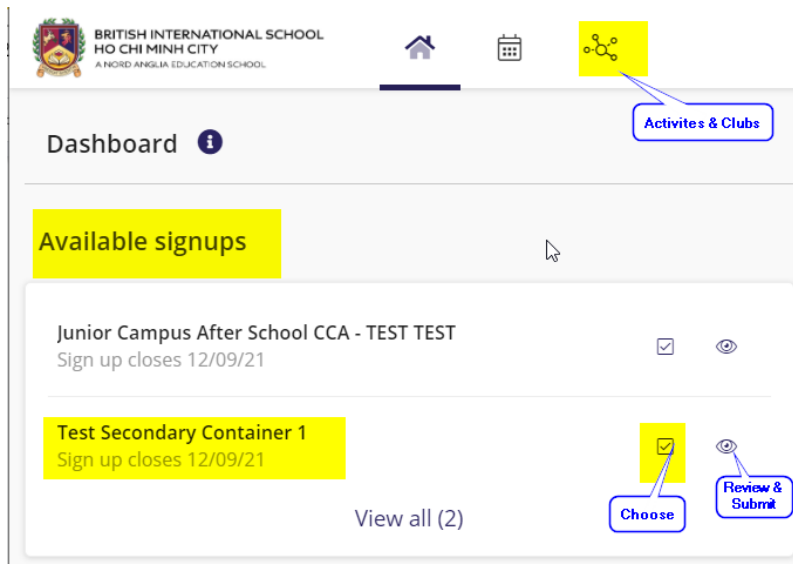 BRITISH INTERNATIONAL SCHOOL
HO CHI MINH CITY
A NORD ANGLIA EDUCATION SCHOOL
Activites & Clubs
Dashboard
Available signups
Junior Campus After School CCA - TEST TEST
Sign up closes 12/09/21
Test Secondary Container 1
Sign up closes 12/09/21
Review &
Submit
Choose
View all (2)